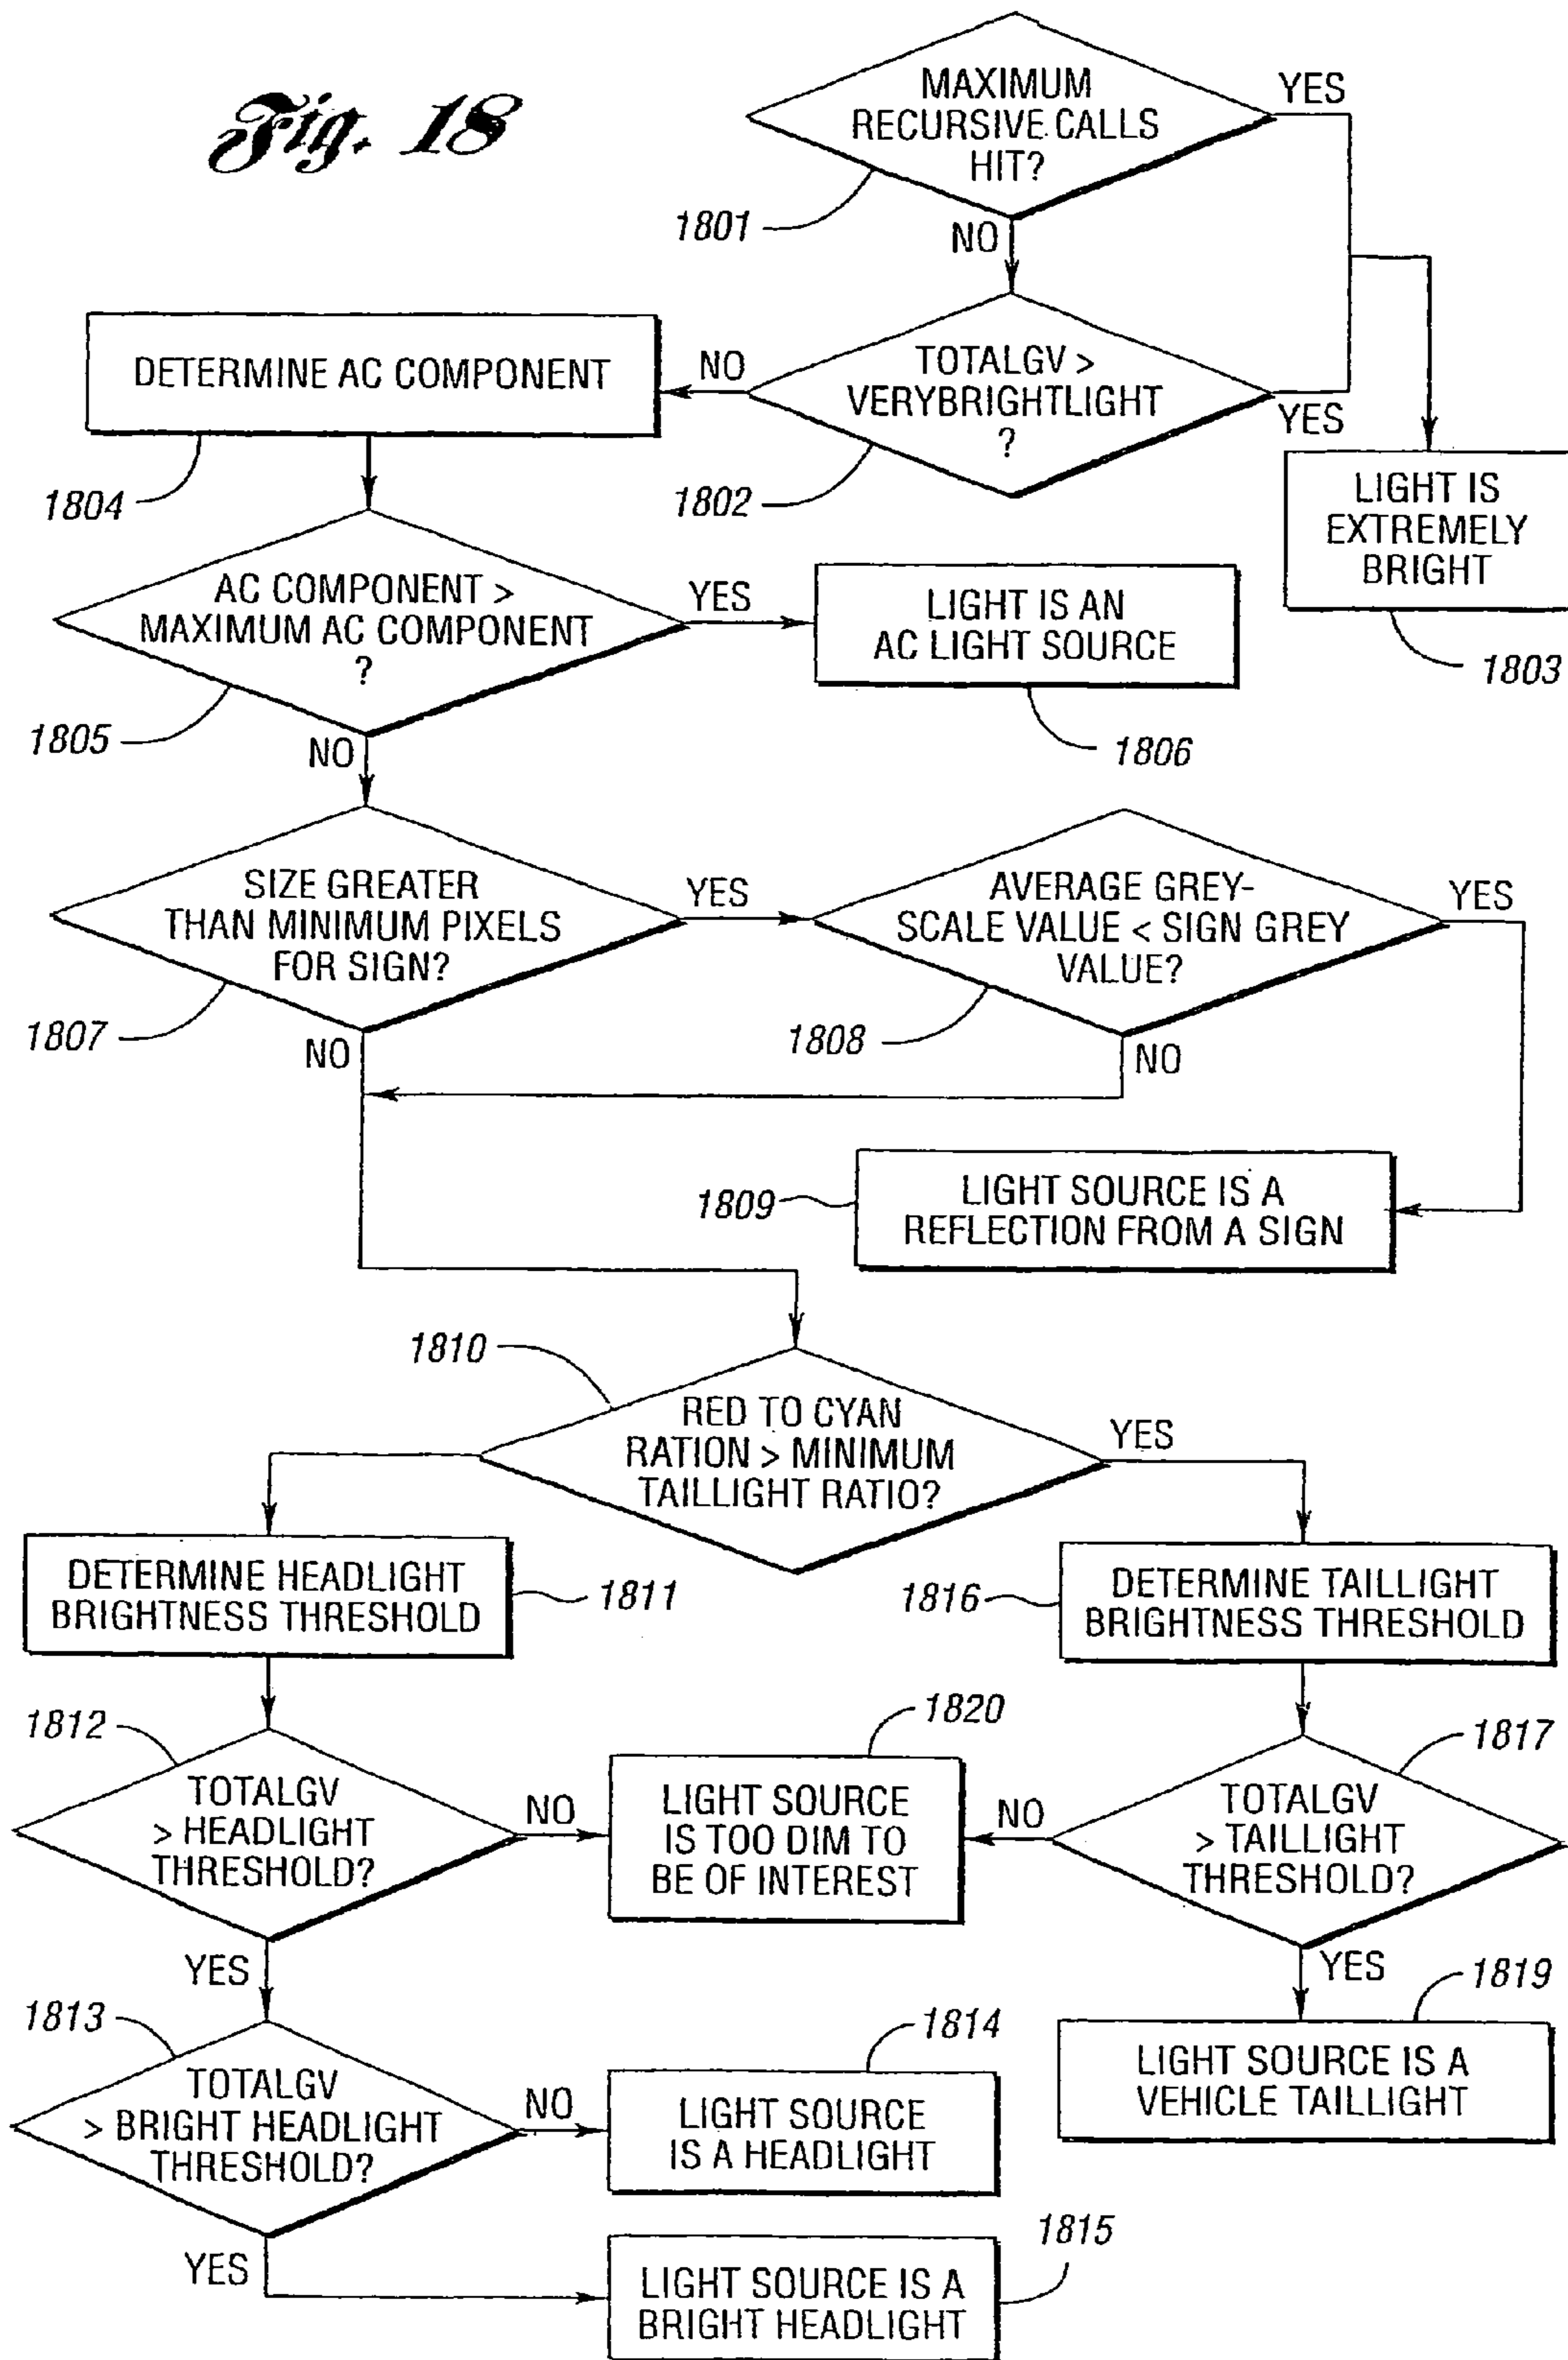 Fig. 18
MAXIMUM
RECURSIVE CALLS
HIT?
YES
1801
NO
TOTALGV >
VERYBRIGHTLIGHT
?
NO
YES
1802
DETERMINE AC COMPONENT
1804
LIGHT IS
EXTREMELY
BRIGHT
1803
AC COMPONENT >
MAXIMUM AC COMPONENT
?
YES
1805
NO
LIGHT IS AN
AC LIGHT SOURCE
1806
SIZE GREATER
THAN MINIMUM PIXELS
FOR SIGN?
YES
1807
NO
AVERAGE GREY-
SCALE VALUE < SIGN GREY
VALUE?
YES
1808
NO
1809
LIGHT SOURCE IS A
REFLECTION FROM A SIGN
1810
RED TO CYAN
RATION > MINIMUM
TAILLIGHT RATIO?
YES
DETERMINE HEADLIGHT
BRIGHTNESS THRESHOLD
1811
1816
DETERMINE TAILLIGHT
BRIGHTNESS THRESHOLD
1812
TOTALGV
> HEADLIGHT
THRESHOLD?
NO
YES
1820
LIGHT SOURCE
IS TOO DIM TO
BE OF INTEREST
1817
TOTALGV
> TAILLIGHT
THRESHOLD?
NO
YES
1819
LIGHT SOURCE IS A
VEHICLE TAILLIGHT
1813
TOTALGV
> BRIGHT HEADLIGHT
THRESHOLD?
NO
YES
1814
LIGHT SOURCE
IS A HEADLIGHT
1815
LIGHT SOURCE IS A
BRIGHT HEADLIGHT